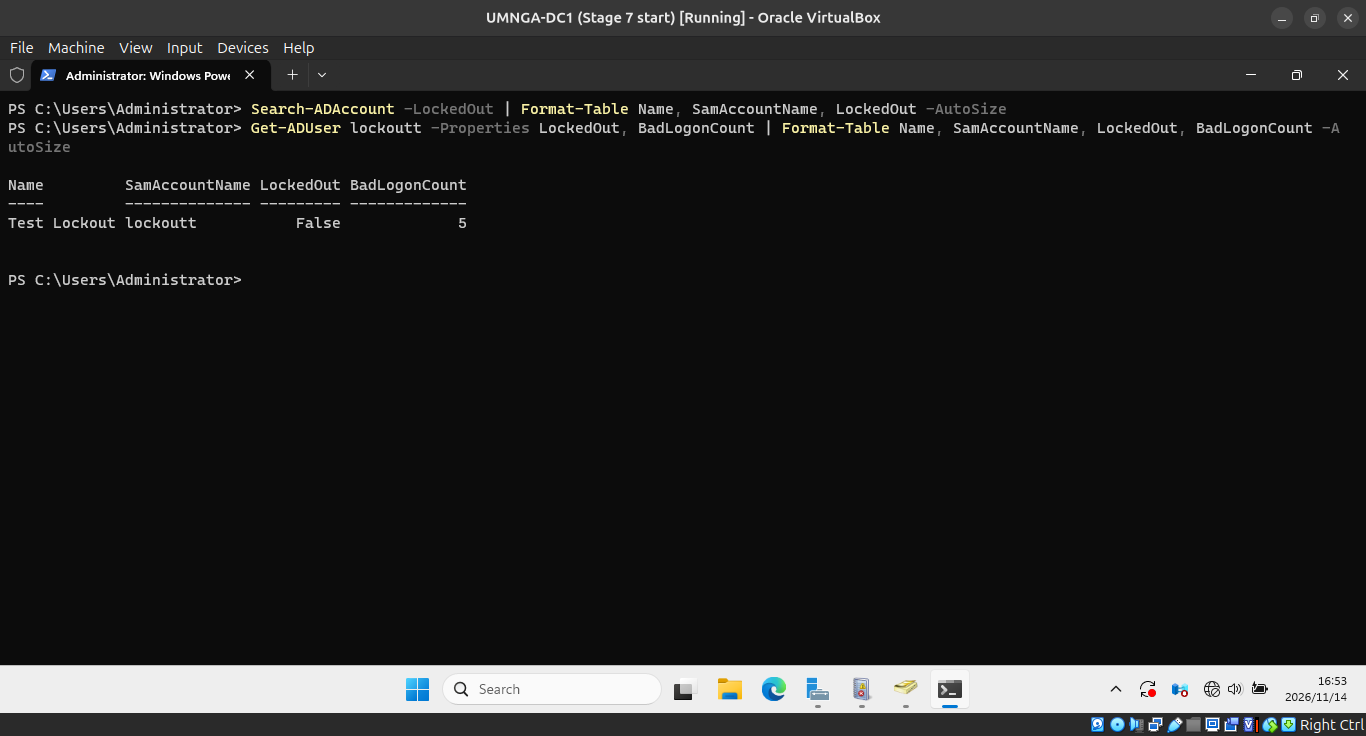 UMNGA-DC1 (Stage 7 start) [Running] - Oracle VirtualBox
File Machine View Input Devices Help
Administrator: Windows Powe
PS C:\Users\Administrator> Search-ADAccount -LockedOut | Format-Table Name, SamAccountName, LockedOut -AutoSize
PS C:\Users\Administrator> Get-ADUser lockoutt -Properties LockedOut, BadLogonCount | Format-Table Name, SamAccountName, LockedOut, BadLogonCount -A
utoSize
Name SamAccountName LockedOut BadLogonCount
---- -------------- --------- -------------
Test Lockout lockoutt False 5
PS C:\Users\Administrator>
Search
16:53
2026/11/14
Right Ctrl